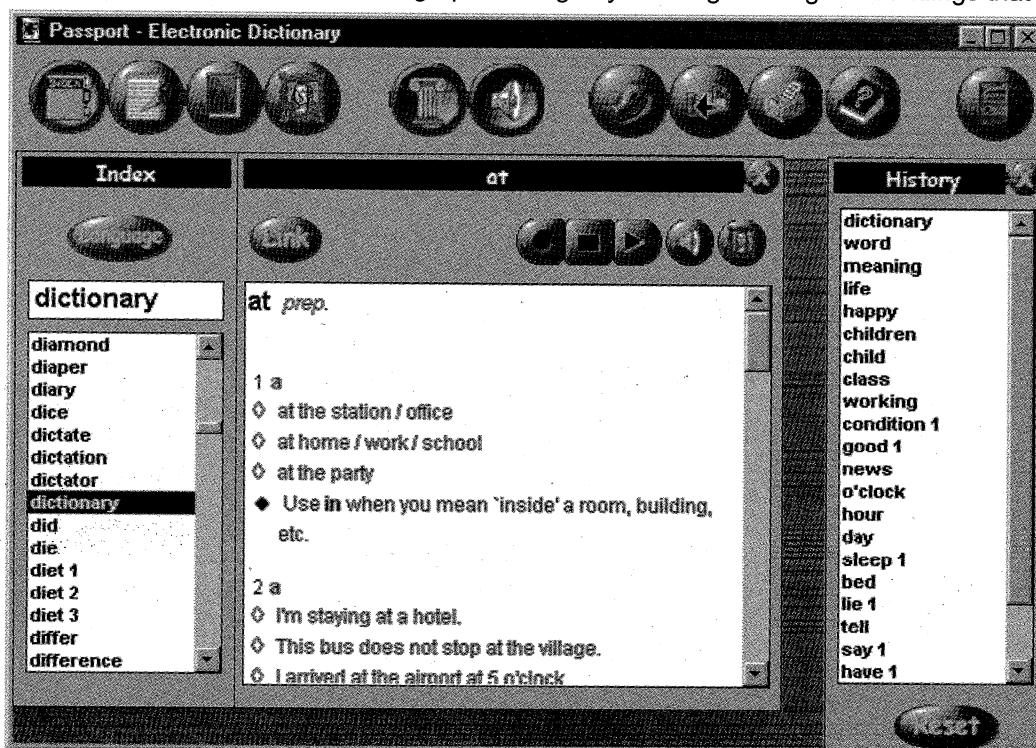 Passport - Electronic Dictionary
Index
Language
dictionary
diamond
diaper
diary
dice
dictate
dictation
dictator
dictionary
did
die
diet 1
diet 2
diet 3
differ
difference
at
Link
at prep.
1 a
◊ at the station / office
◊ at home / work / school
◊ at the party
◆ Use in when you mean `inside' a room, building,
etc.
2 a
◊ I'm staying at a hotel.
◊ This bus does not stop at the village.
◊ I arrived at the airport at 5 o'clock
History
dictionary
word
meaning
life
happy
children
child
class
working
condition 1
good 1
news
o'clock
hour
day
sleep 1
bed
lie 1
tell
say 1
have 1
Reset